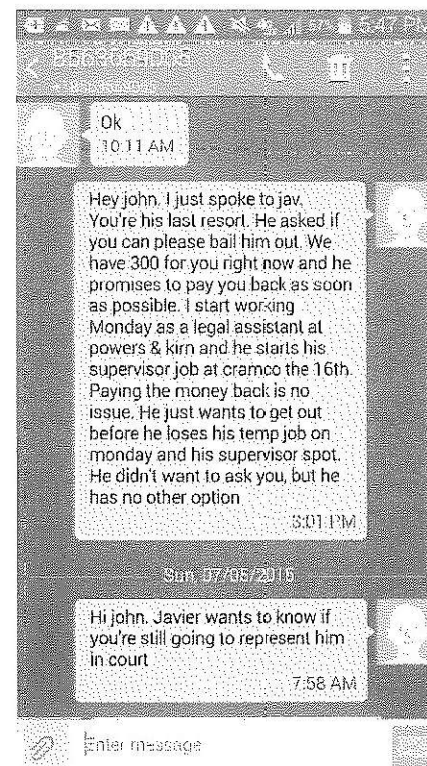 67% 5:47 PM
Ok
10:11 AM
Hey john. I just spoke to jav.
You're his last resort. He asked if
you can please bail him out. We
have 300 for you right now and he
promises to pay you back as soon
as possible. I start working
Monday as a legal assistant at
powers & kirn and he starts his
supervisor job at cramco the 16th.
Paying the money back is no
issue. He just wants to get out
before he loses his temp job on
monday and his supervisor spot.
He didn't want to ask you, but he
has no other option
3:01 PM
Sun, 07/05/2015
Hi john. Javier wants to know if
you're still going to represent him
in court
7:58 AM
Enter message